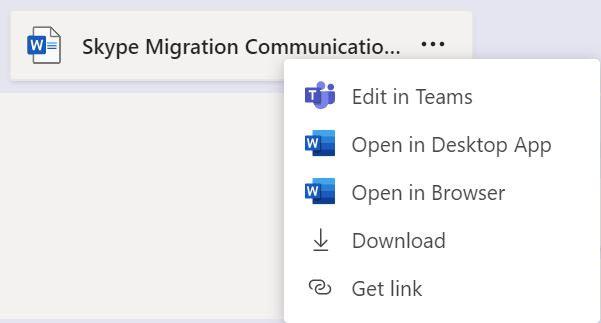 Skype Migration Communicatio...
Edit in Teams
Open in Desktop App
Open in Browser
Download
Get link